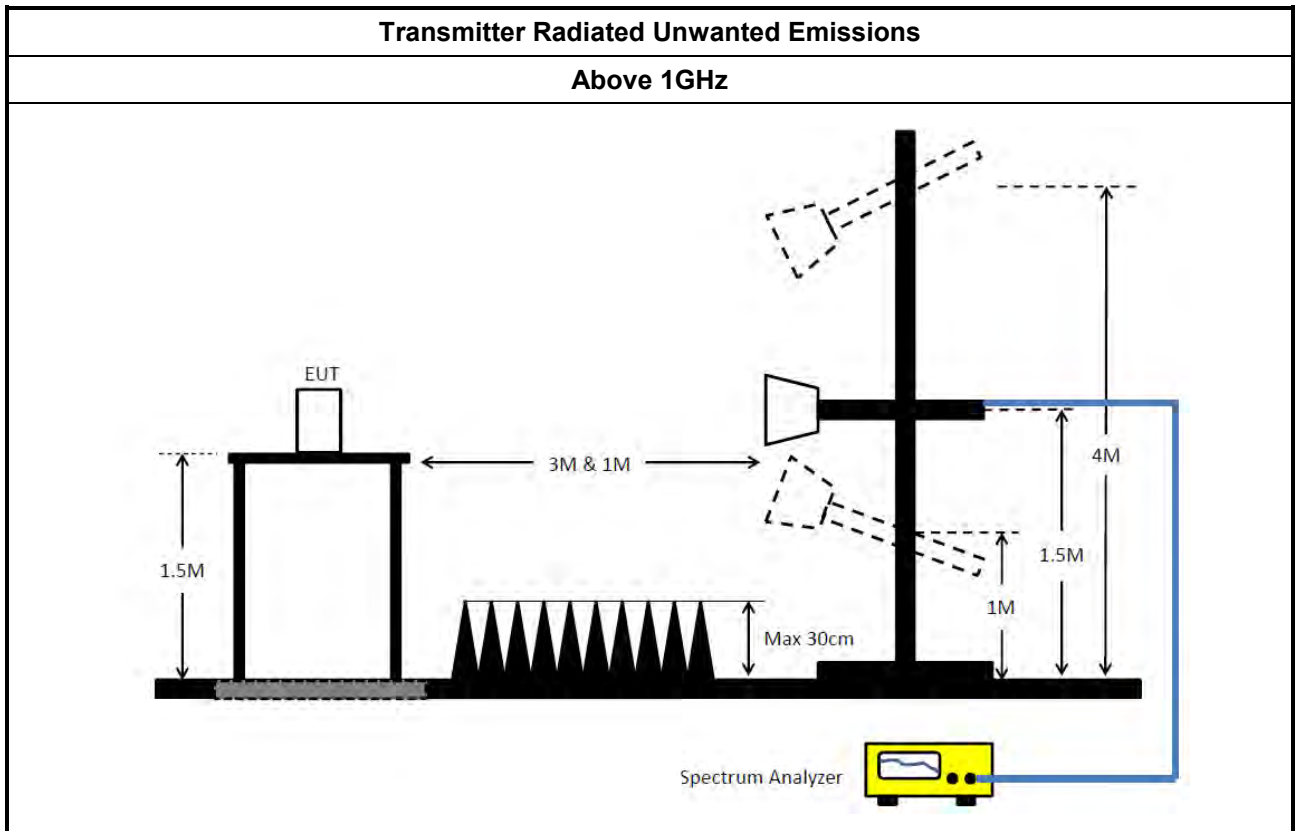 Transmitter Radiated Unwanted Emissions
Above 1GHz
EUT
3M & 1M
4M
1.5M
1.5M
1M
Max 30cm
Spectrum Analyzer